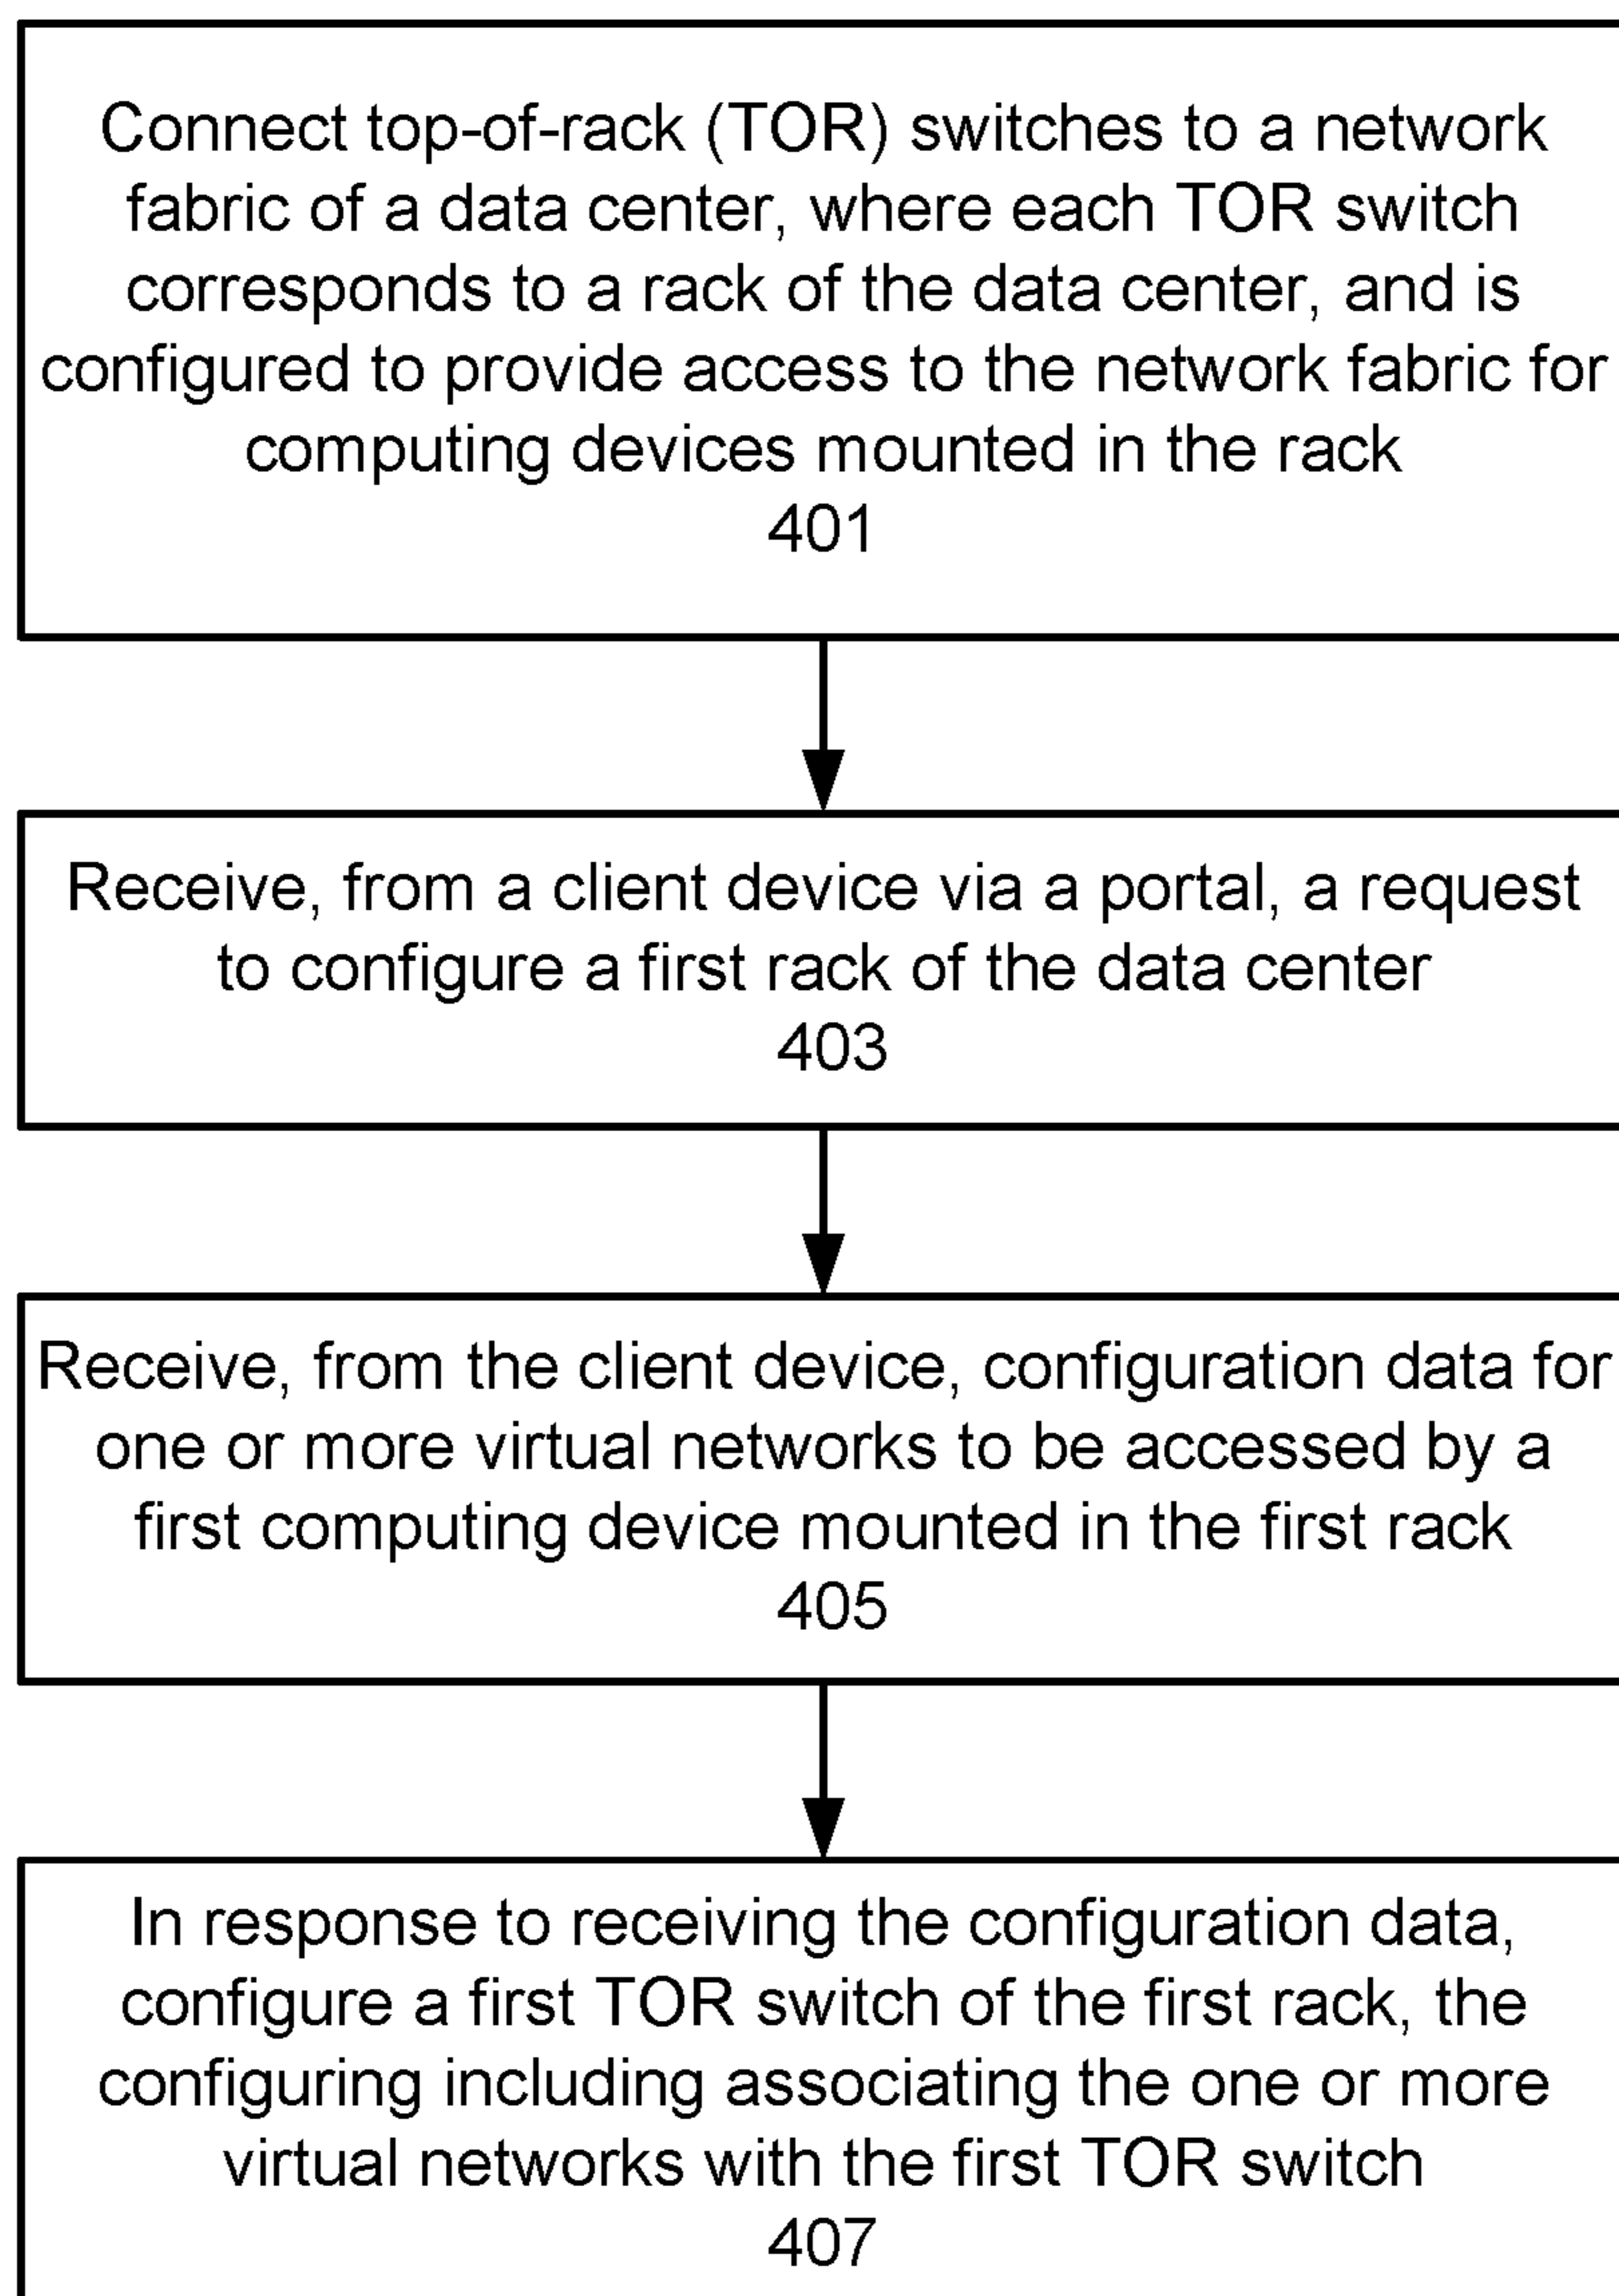 Connect top-of-rack (TOR) switches to a network
fabric of a data center, where each TOR switch
corresponds to a rack of the data center, and is
configured to provide access to the network fabric for
computing devices mounted in the rack
401
Receive, from a client device via a portal, a request
to configure a first rack of the data center
403
Receive, from the client device, configuration data for
one or more virtual networks to be accessed by a
first computing device mounted in the first rack
405
In response to receiving the configuration data,
configure a first TOR switch of the first rack, the
configuring including associating the one or more
virtual networks with the first TOR switch
407